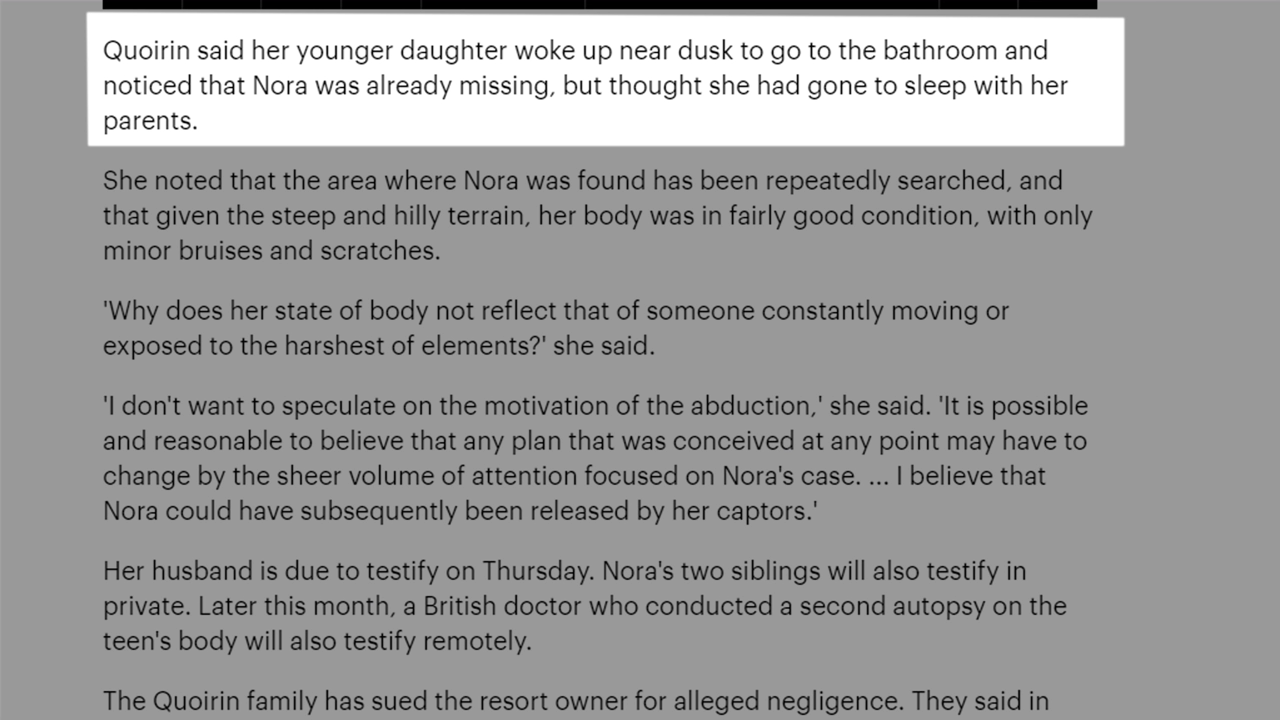 Quoirin said her younger daughter woke up near dusk to go to the bathroom and
noticed that Nora was already missing, but thought she had gone to sleep with her
parents.
She noted that the area where Nora was found has been repeatedly searched, and
that given the steep and hilly terrain, her body was in fairly good condition, with only
minor bruises and scratches.
'Why does her state of body not reflect that of someone constantly moving or
exposed to the harshest of elements?' she said.
'I don't want to speculate on the motivation of the abduction,' she said. 'It is possible
and reasonable to believe that any plan that was conceived at any point may have to
change by the sheer volume of attention focused on Nora's case. ... I believe that
Nora could have subsequently been released by her captors.'
Her husband is due to testify on Thursday. Nora's two siblings will also testify in
private. Later this month, a British doctor who conducted a second autopsy on the
teen's body will also testify remotely.
The Quoirin family has sued the resort owner for alleged negligence. They said in